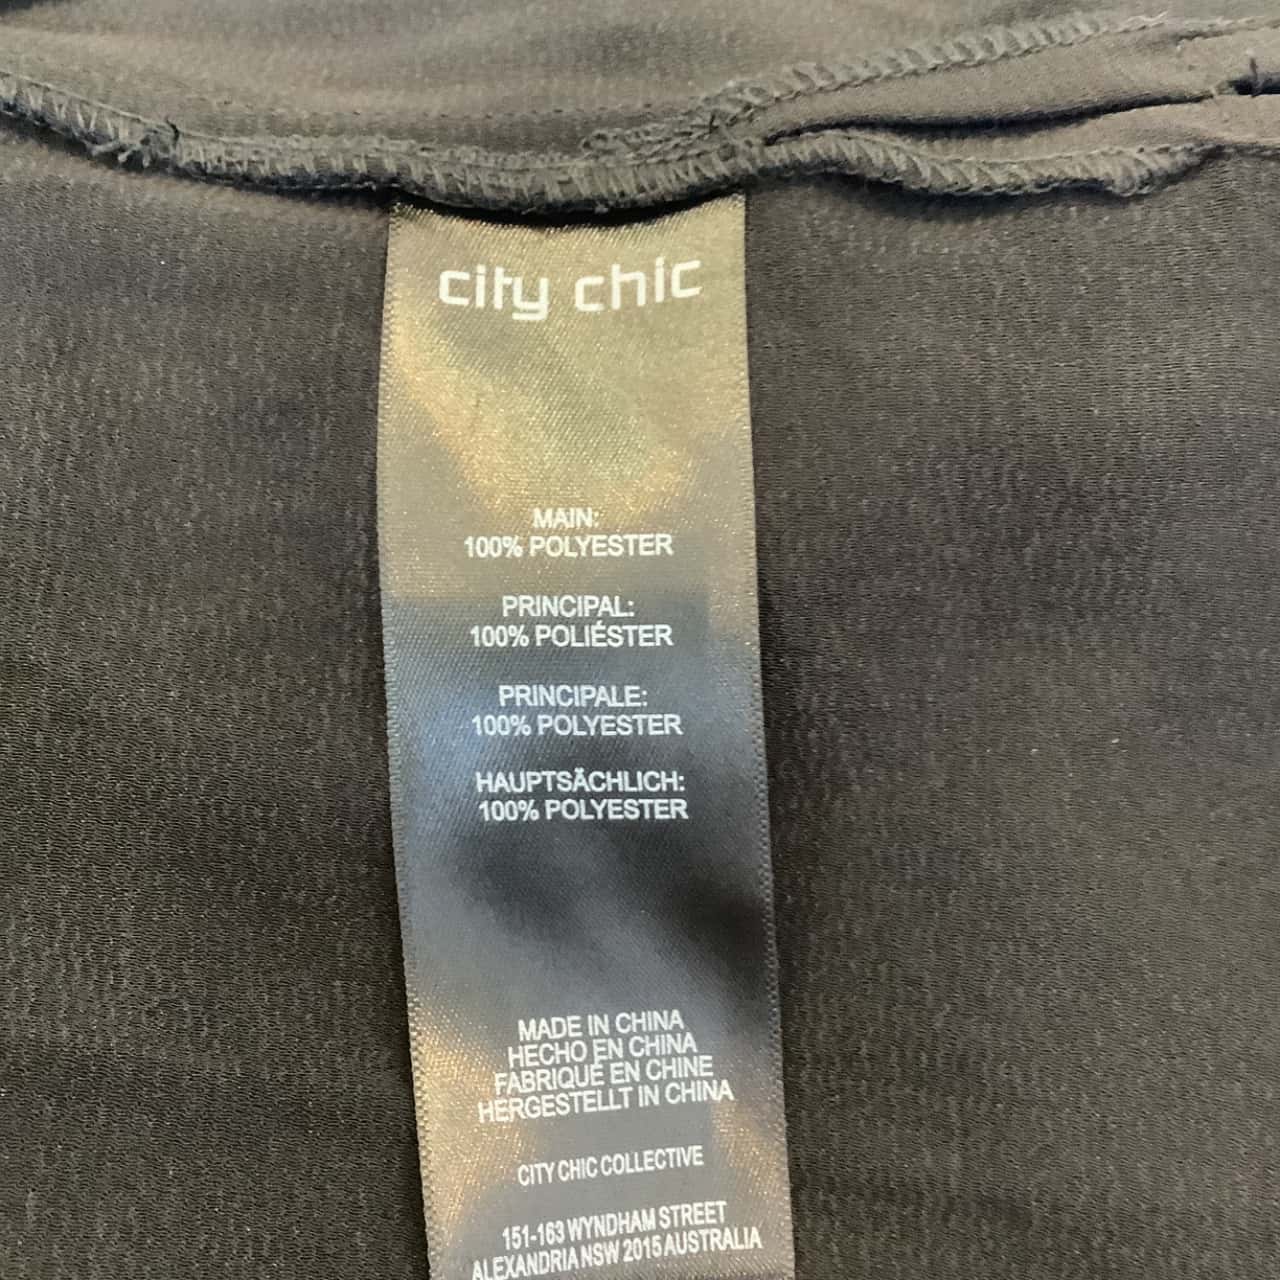 city chic
MAIN:
100% POLYESTER
PRINCIPAL:
100% POLIÉSTER
PRINCIPALE:
100% POLYESTER
HAUPTSÄCHLICH:
100% POLYESTER
MADE IN CHINA
HECHO EN CHINA
FABRIQUÉ EN CHINE
HERGESTELLT IN CHINA
CITY CHIC COLLECTIVE
151-163 WYNDHAM STREET
ALEXANDRIA NSW 2015 AUSTRALIA